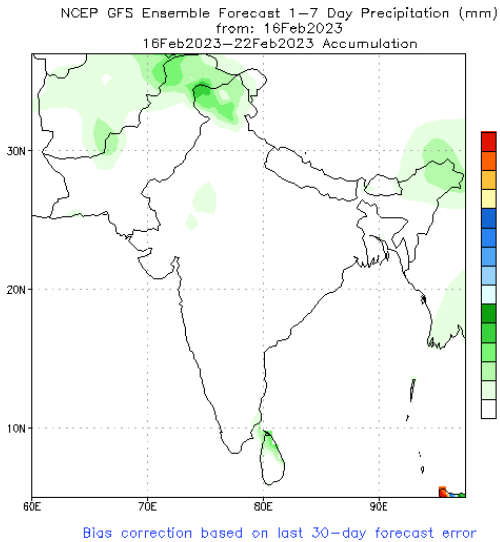 NCEP GFS Ensemble Forecast 1-7 Day Precipitation (mm)
from: 16Feb2023
16Feb2023-22Feb2023 Accumulation
30N
20N
10N
60E 70E 80E 90E
Bias correction based on last 30-day forecast error